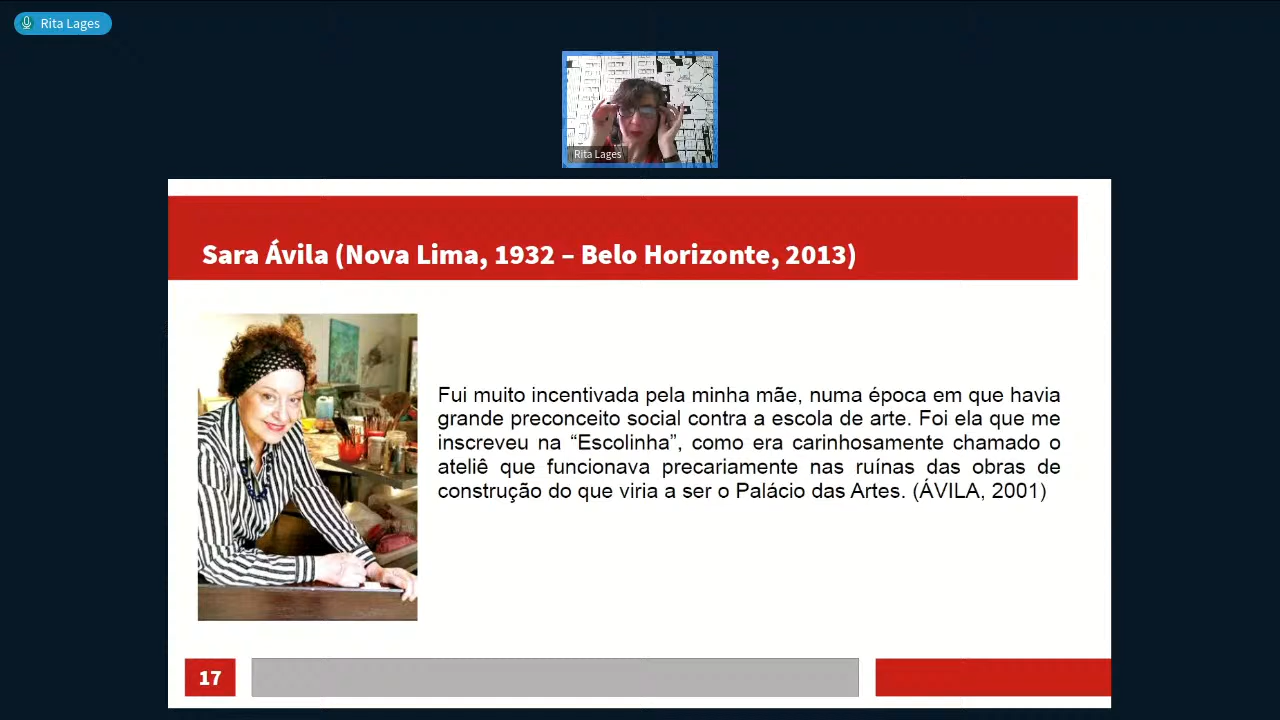 Rita Lages
Rita Lages
Sara Ávila (Nova Lima, 1932 – Belo Horizonte, 2013)
Fui muito incentivada pela minha mãe, numa época em que havia
grande preconceito social contra a escola de arte. Foi ela que me
inscreveu na “Escolinha”, como era carinhosamente chamado o
ateliê que funcionava precariamente nas ruínas das obras de
construção do que viria a ser o Palácio das Artes. (ÁVILA, 2001)
17